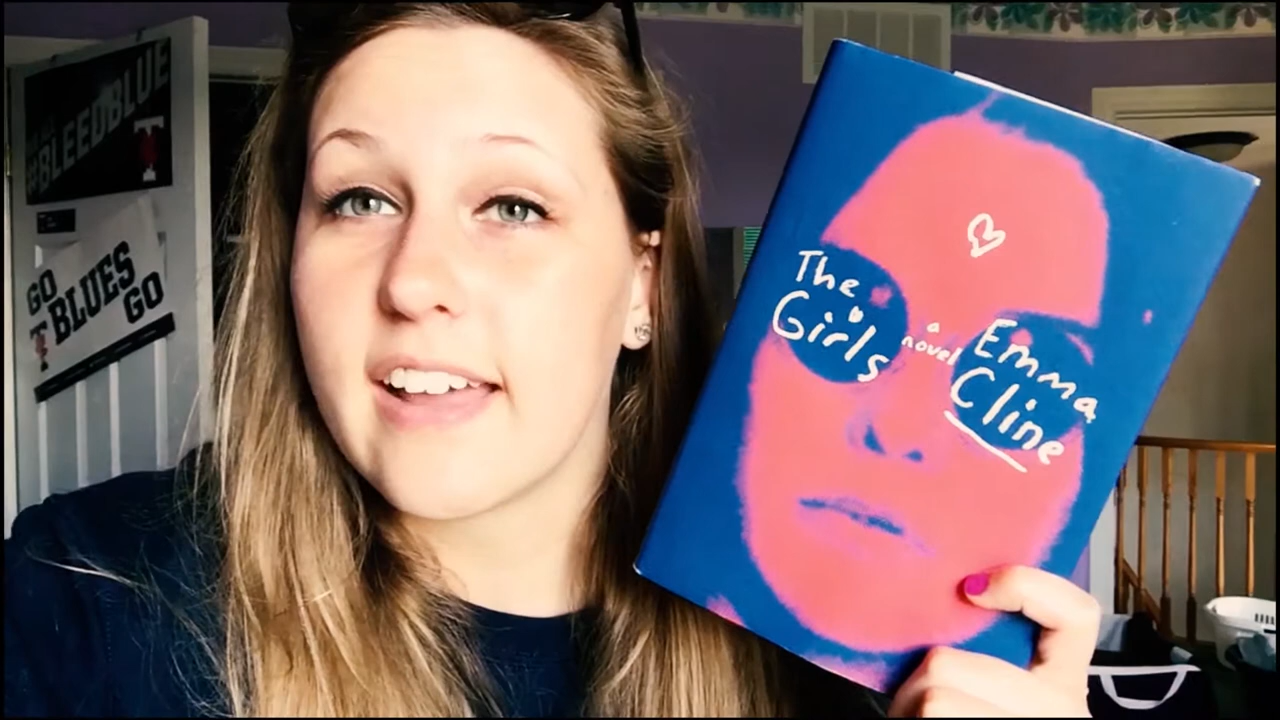 #BLEEDBLUE
T
GO
BLUES
GO
T
The
Girls
a
novel
Emma
Cline